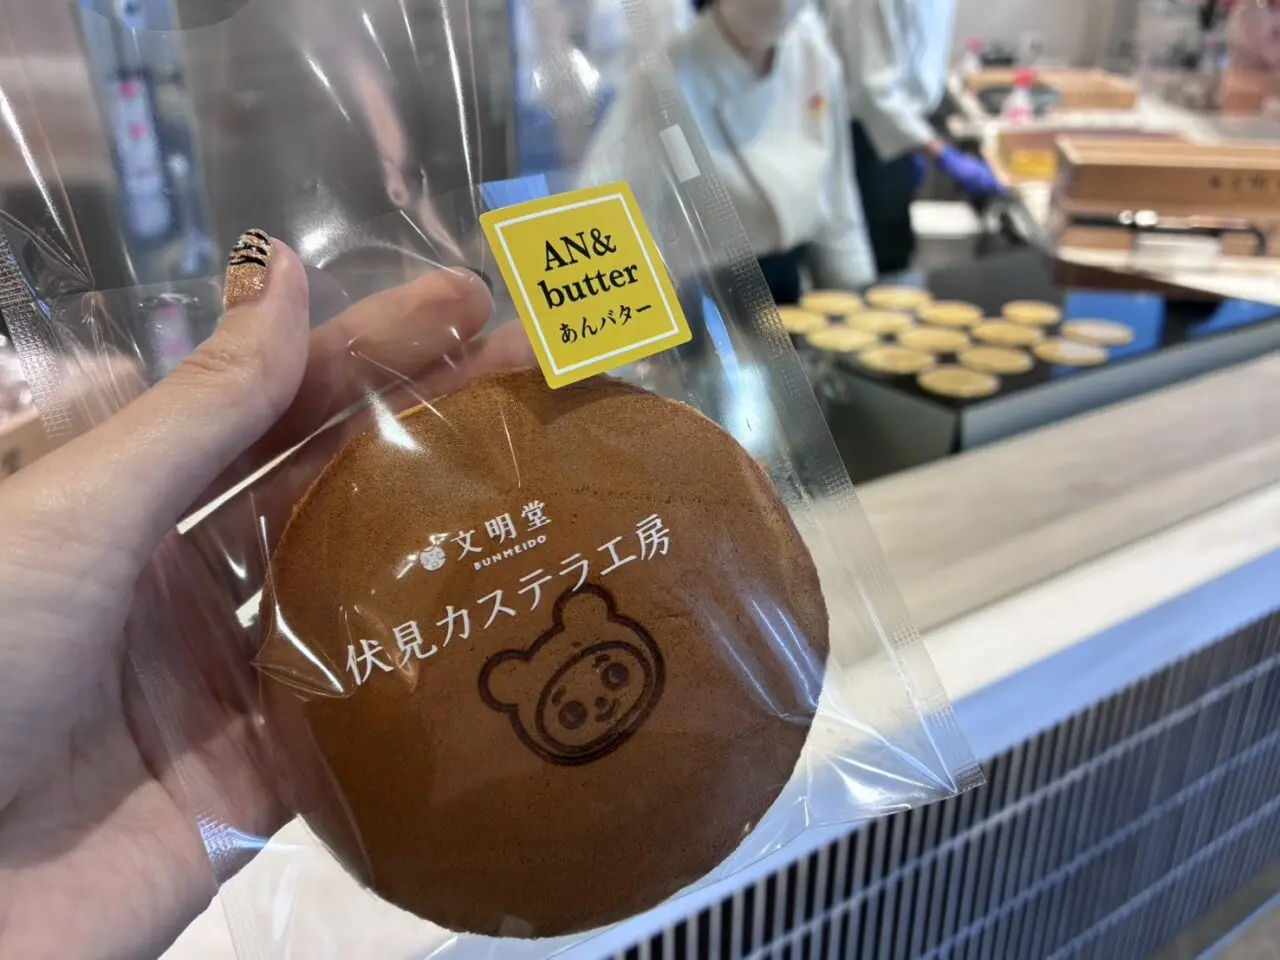 AN&
butter
あんバター
文明堂
BUNMEIDO
伏見カステラ工房